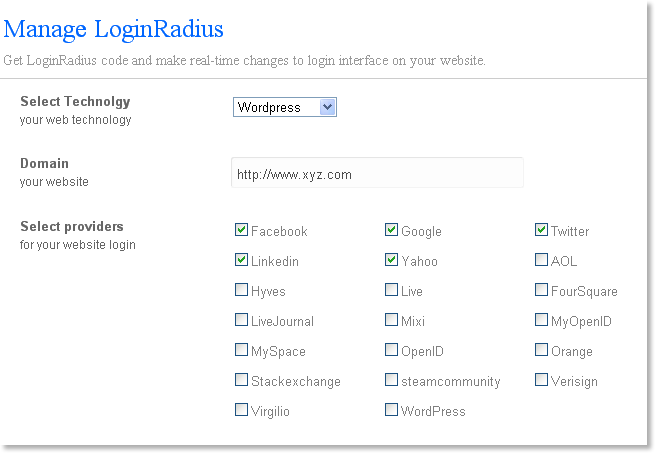 Manage LoginRadius
Get LoginRadius code and make real-time changes to login interface on your website.
Select Technolgy
your web technology
Wordpress
Domain
your website
http://www.xyz.com
Select providers
for your website login
Facebook Google Twitter
Linkedin Yahoo AOL
Hyves Live FourSquare
LiveJournal Mixi MyOpenID
MySpace OpenID Orange
Stackexchange steamcommunity Verisign
Virgilio WordPress